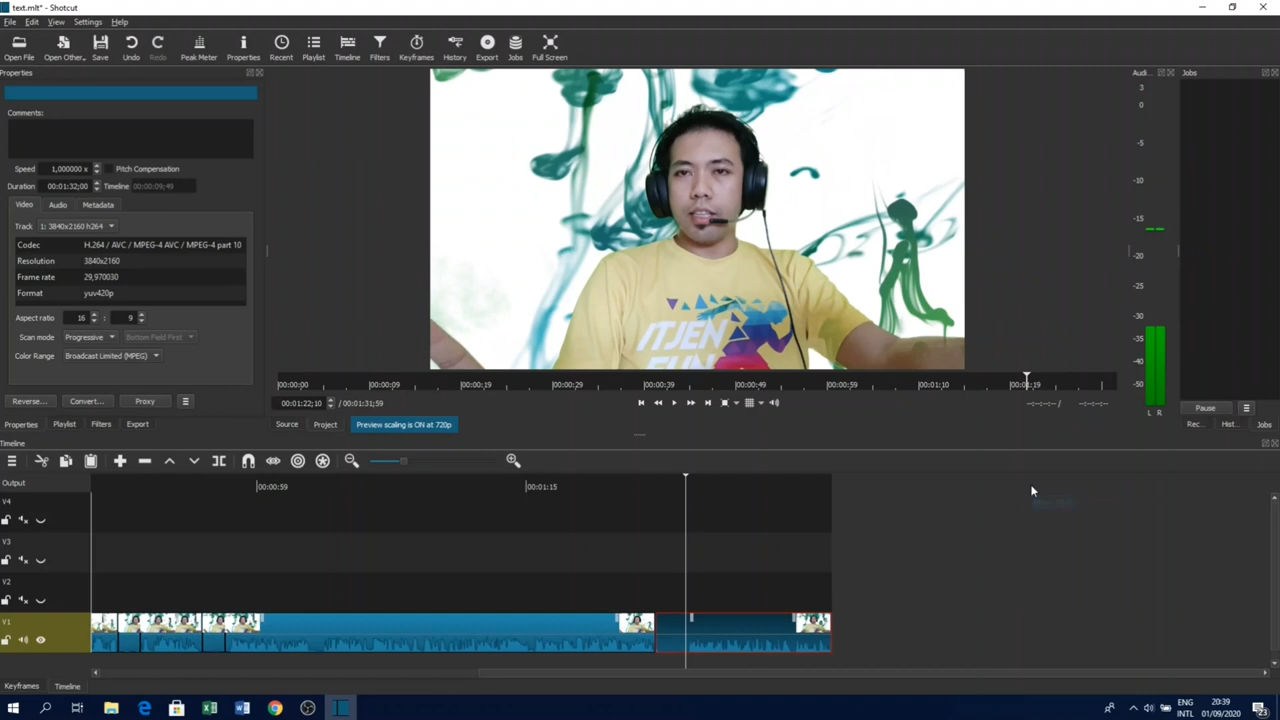 text.mlt* - Shotcut
File Edit View Settings Help
Open File Open Other.. Save Undo Redo Peak Meter Properties Recent Playlist Timeline Filters Keyframes History Export Jobs Full Screen
Properties
Comments:
Speed 1,000000 x Pitch Compensation
Duration 00:01:32;00 Timeline 00:00:09;49
Video Audio Metadata
Track 1: 3840x2160 h264
Codec H.264 / AVC / MPEG-4 AVC / MPEG-4 part 10
Resolution 3840x2160
Frame rate 29,970030
Format yuv420p
Aspect ratio 16 : 9
Scan mode Progressive Bottom Field First
Color Range Broadcast Limited (MPEG)
Reverse... Convert... Proxy
Properties Playlist Filters Export
ITJEN
FUN
00:00:00 00:00:09 00:00:19 00:00:29 00:00:39 00:00:49 00:00:59 00:01:10 00:01:19
00:01:22;10 / 00:01:31;59
--:--:--:-- / --:--:--:--
Source Project Preview scaling is ON at 720p
Audi...
3
0
-5
-10
-15
-20
-25
-30
-35
-40
-50
L R
Jobs
Pause
Rec... Hist... Jobs
Timeline
Output 00:00:59 00:01:15
V4
V3
V2
V1
Keyframes Timeline
ENG
INTL
20:39
01/09/2020
23